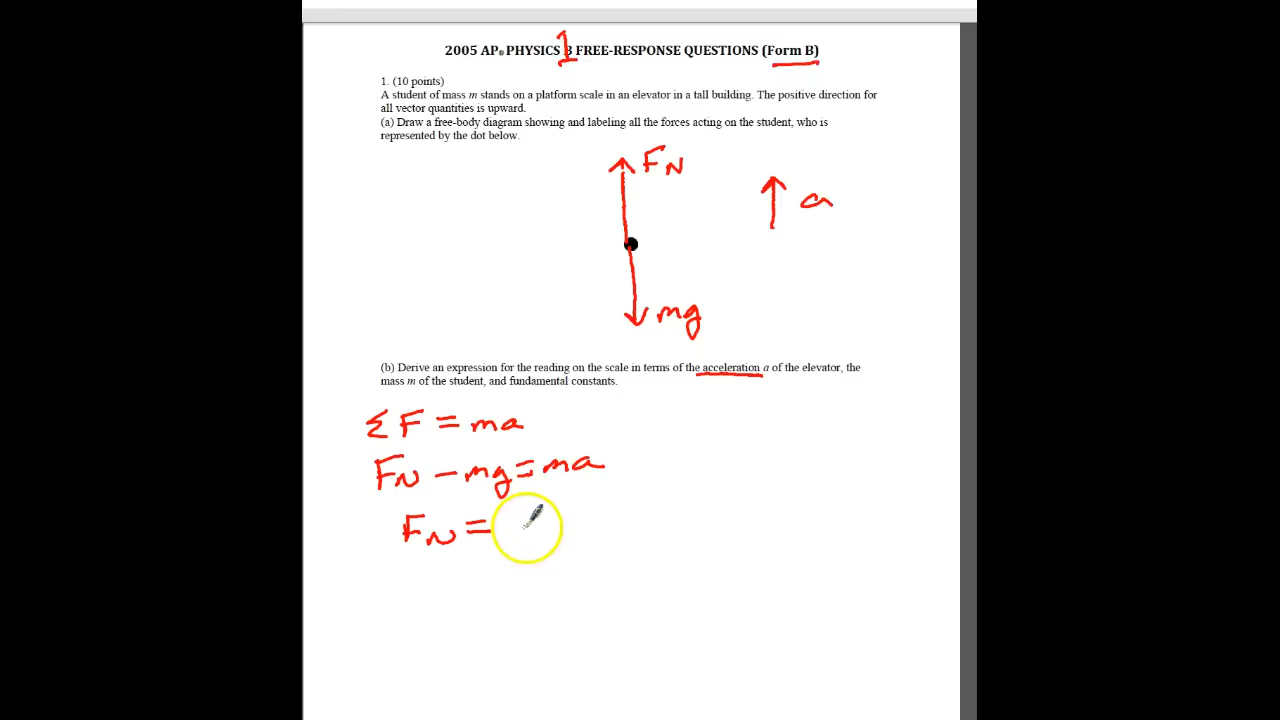 2005 AP® PHYSICS 1 FREE-RESPONSE QUESTIONS (Form B)
1. (10 points)
A student of mass m stands on a platform scale in an elevator in a tall building. The positive direction for
all vector quantities is upward.
(a) Draw a free-body diagram showing and labeling all the forces acting on the student, who is
represented by the dot below.
FN
a
mg
(b) Derive an expression for the reading on the scale in terms of the acceleration a of the elevator, the
mass m of the student, and fundamental constants.
ΣF = ma
FN - mg = ma
FN =